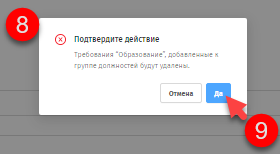 8
Подтвердите действие
Требования "Образование", добавленные к
группе должностей будут удалены.
Отмена
Да
9